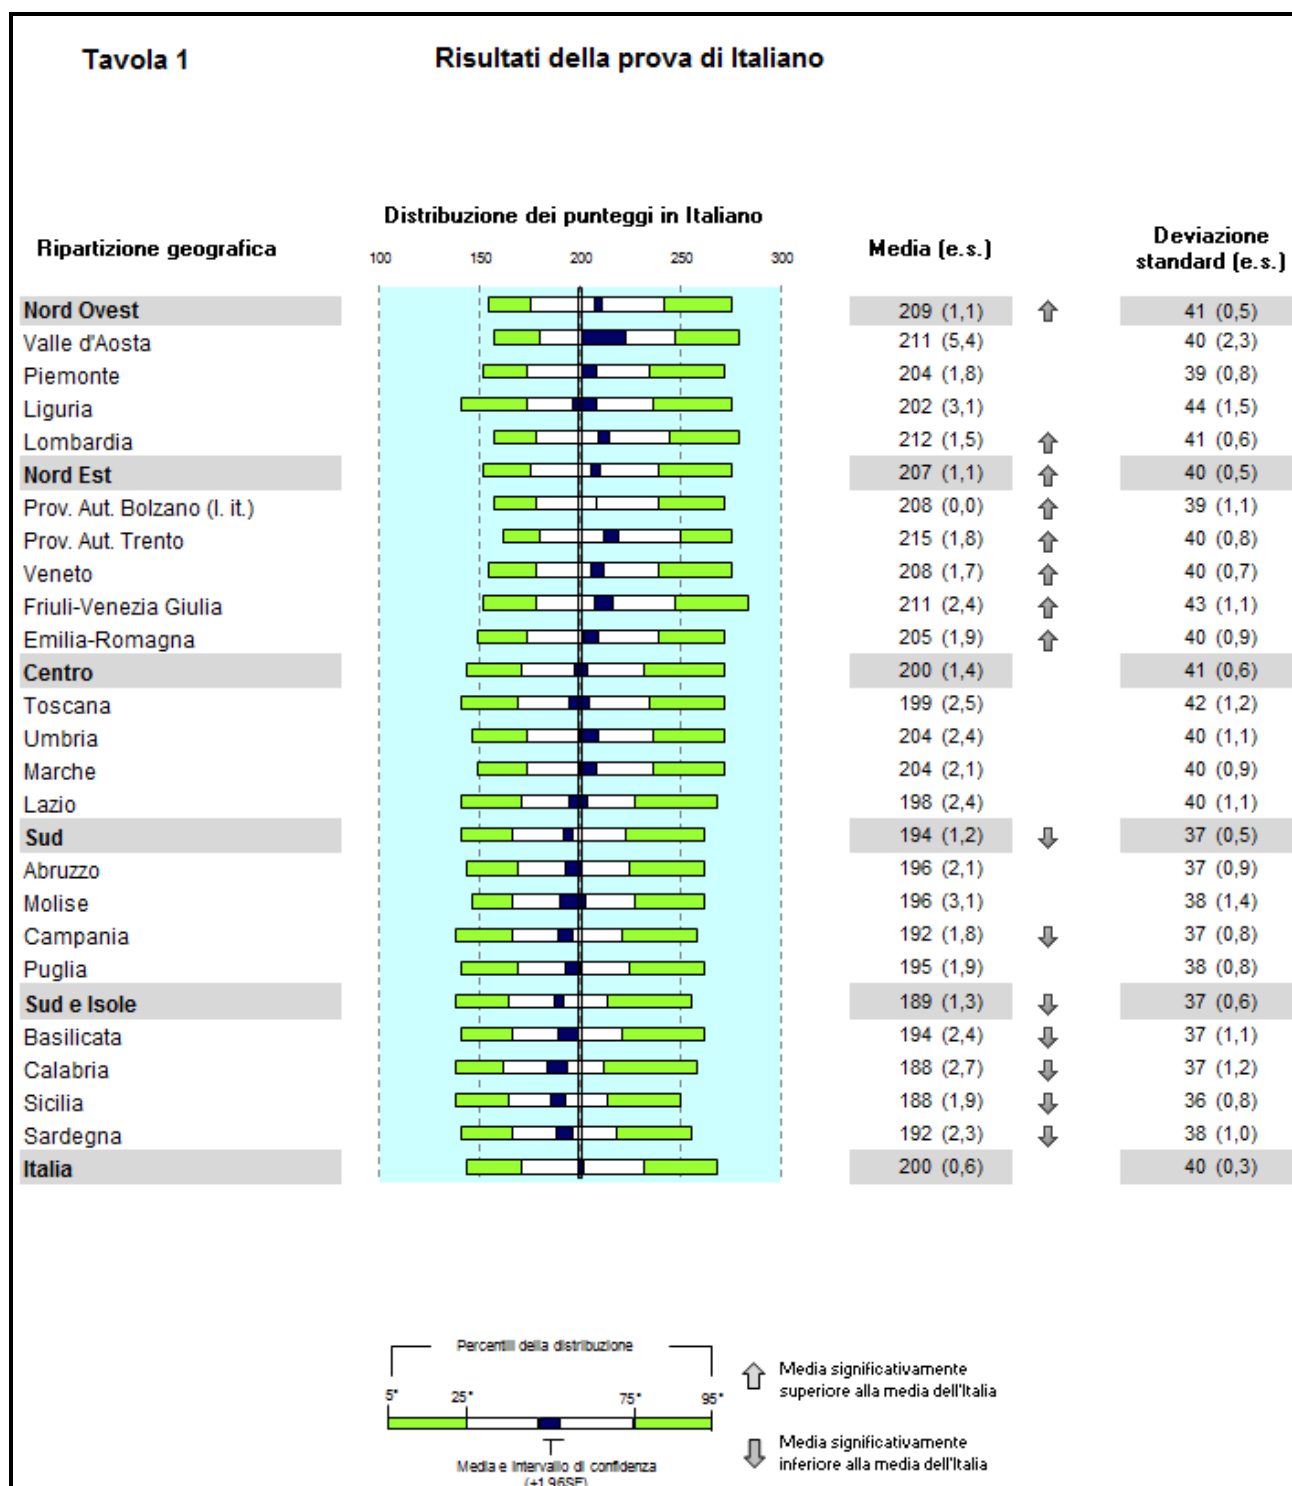 Tavola 1 Risultati della prova di Italiano
Distribuzione dei punteggi in Italiano
Ripartizione geografica 100 150 200 250 300 Media (e.s.) Deviazione standard (e.s.)
Nord Ovest 209 (1,1) 41 (0,5)
Valle d'Aosta 211 (5,4) 40 (2,3)
Piemonte 204 (1,8) 39 (0,8)
Liguria 202 (3,1) 44 (1,5)
Lombardia 212 (1,5) 41 (0,6)
Nord Est 207 (1,1) 40 (0,5)
Prov. Aut. Bolzano (l. it.) 208 (0,0) 39 (1,1)
Prov. Aut. Trento 215 (1,8) 40 (0,8)
Veneto 208 (1,7) 40 (0,7)
Friuli-Venezia Giulia 211 (2,4) 43 (1,1)
Emilia-Romagna 205 (1,9) 40 (0,9)
Centro 200 (1,4) 41 (0,6)
Toscana 199 (2,5) 42 (1,2)
Umbria 204 (2,4) 40 (1,1)
Marche 204 (2,1) 40 (0,9)
Lazio 198 (2,4) 40 (1,1)
Sud 194 (1,2) 37 (0,5)
Abruzzo 196 (2,1) 37 (0,9)
Molise 196 (3,1) 38 (1,4)
Campania 192 (1,8) 37 (0,8)
Puglia 195 (1,9) 38 (0,8)
Sud e Isole 189 (1,3) 37 (0,6)
Basilicata 194 (2,4) 37 (1,1)
Calabria 188 (2,7) 37 (1,2)
Sicilia 188 (1,9) 36 (0,8)
Sardegna 192 (2,3) 38 (1,0)
Italia 200 (0,6) 40 (0,3)
Percentili della distribuzione
5° 25° 75° 95°
Media e intervallo di confidenza
(±1.96SE)
Media significativamente
superiore alla media dell'Italia
Media significativamente
inferiore alla media dell'Italia